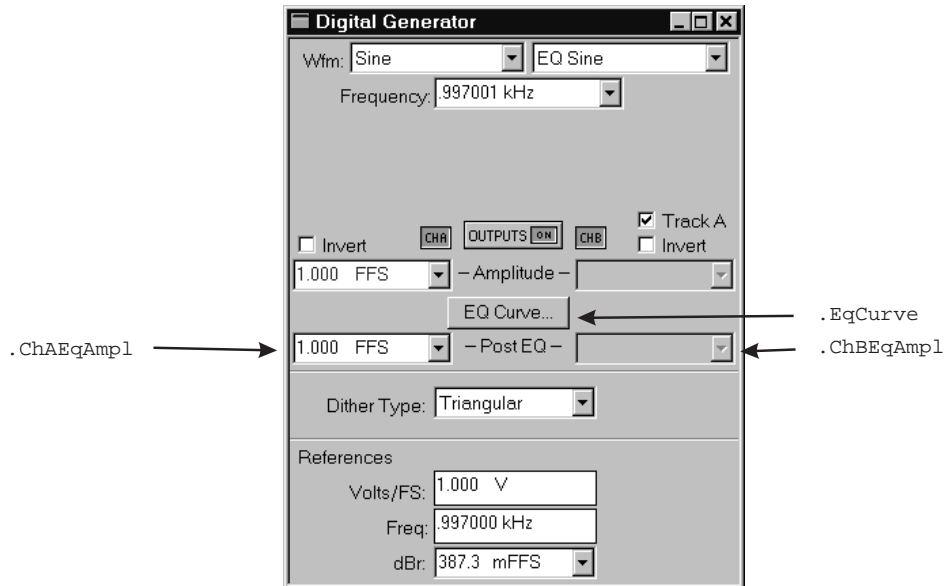 Digital Generator
Wfm: Sine EQ Sine
Frequency: .997001 kHz
Track A
Invert CHA OUTPUTS ON CHB Invert
1.000 FFS – Amplitude –
EQ Curve... .EqCurve
.ChAEqAmpl 1.000 FFS – Post EQ – .ChBEqAmpl
Dither Type: Triangular
References
Volts/FS: 1.000 V
Freq: .997000 kHz
dBr: 387.3 mFFS